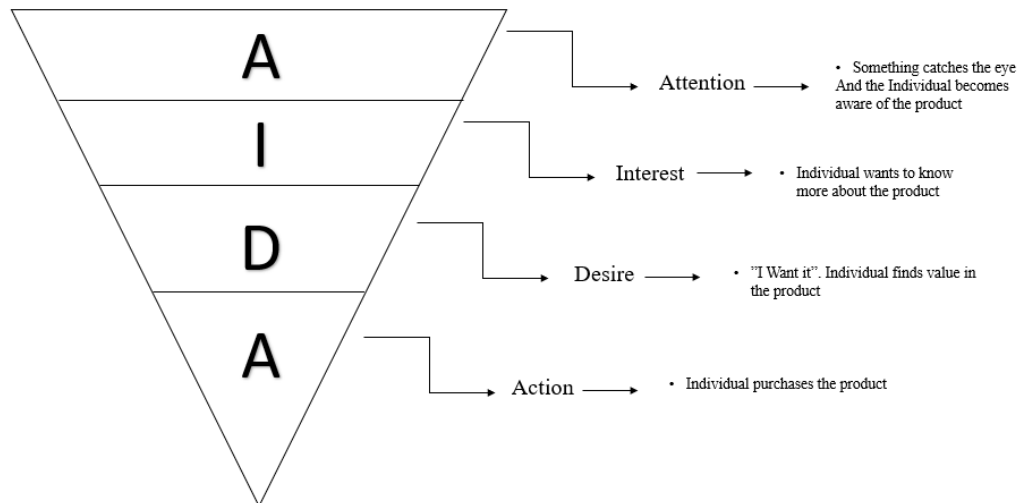 A
Attention
• Something catches the eye
And the Individual becomes
aware of the product
I
Interest
• Individual wants to know
more about the product
D
Desire
• "I Want it”. Individual finds value in
the product
A
Action
• Individual purchases the product